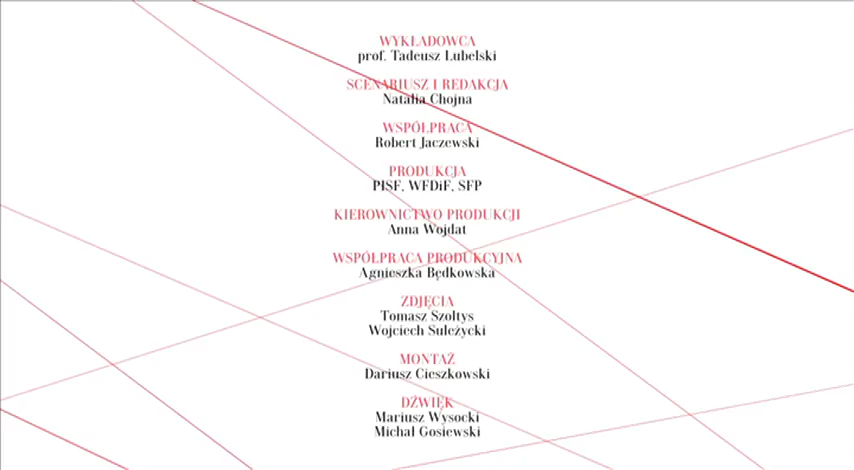 WYKŁADOWCA
prof. Tadeusz Lubelski
SCENARIUSZ I REDAKCJA
Natalia Chojna
WSPÓŁPRACA
Robert Jaczewski
PRODUKCJA
PISF, WFDiF, SFP
KIEROWNICTWO PRODUKCJI
Anna Wojdat
WSPÓŁPRACA PRODUKCYJNA
Agnieszka Będkowska
ZDJĘCIA
Tomasz Szołtys
Wojciech Suleżycki
MONTAŻ
Dariusz Cieszkowski
DŹWIĘK
Mariusz Wysocki
Michał Gosiewski